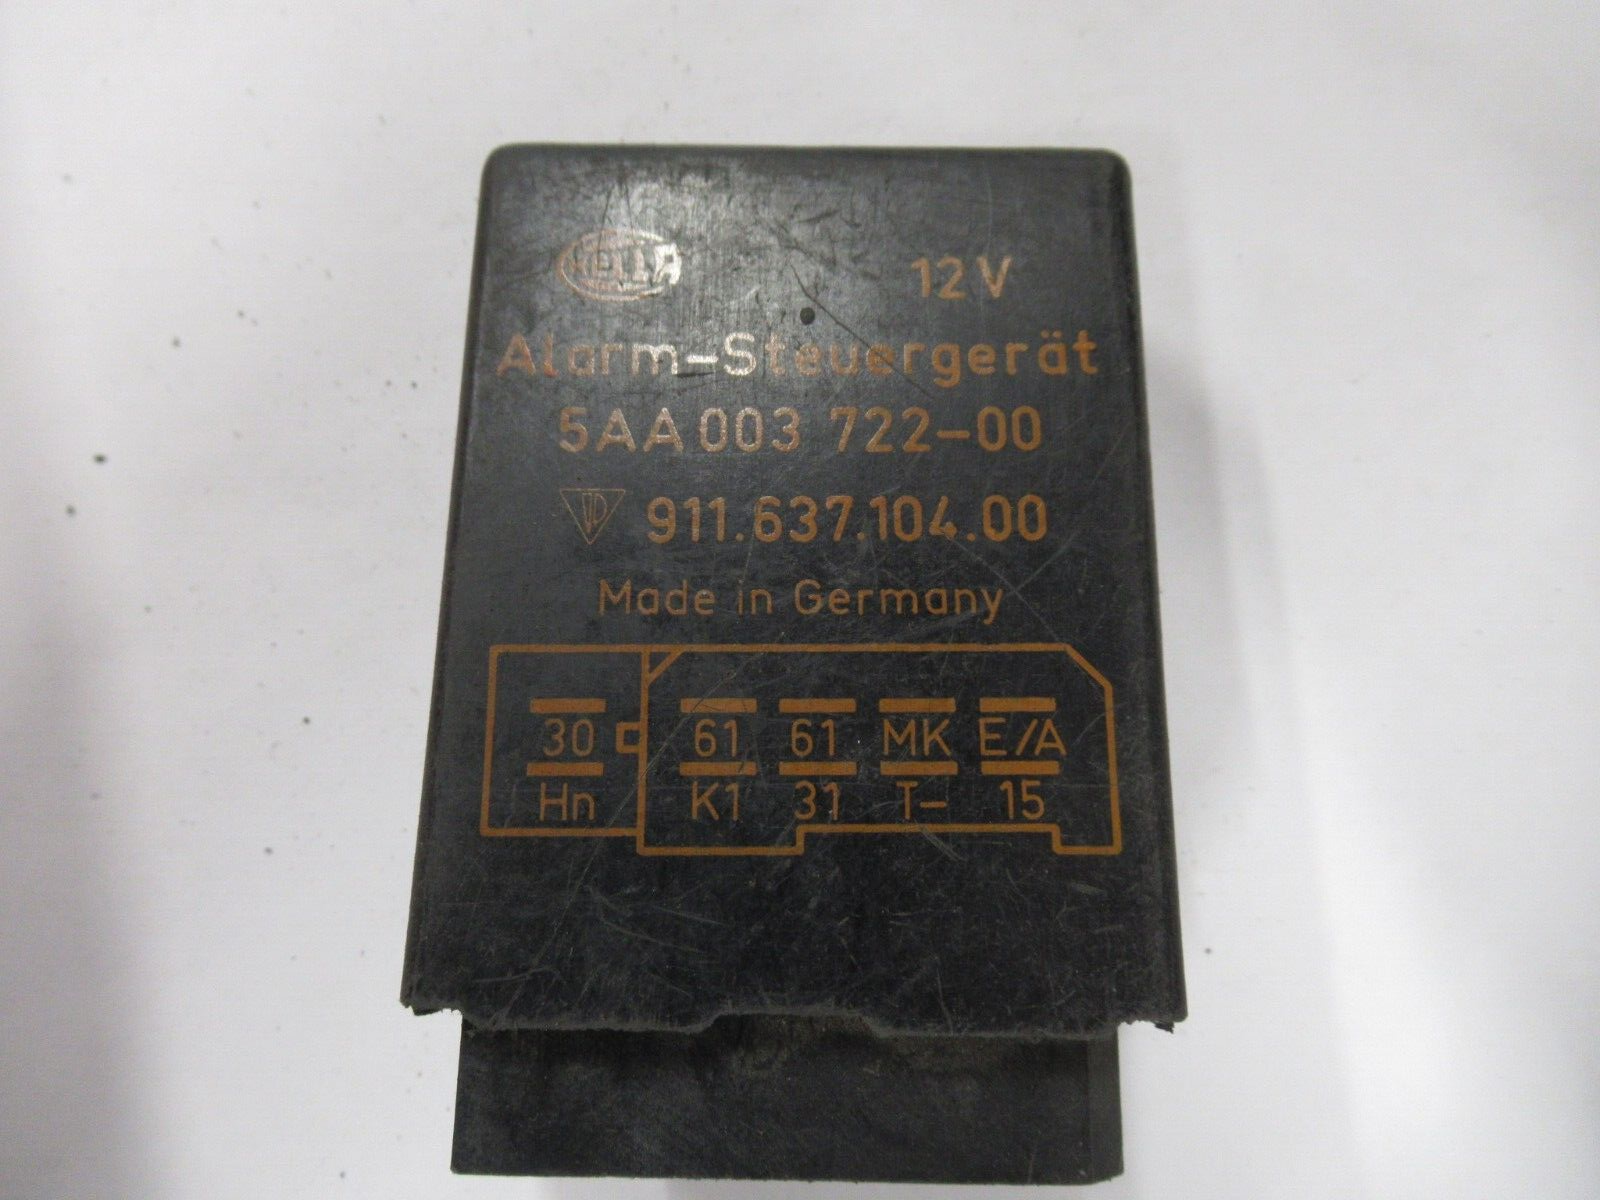 HELLA 12V
Alarm-Steuergerät
5AA 003 722-00
911.637.104.00
Made in Germany
30 61 61 MK E/A
Hn K1 31 T- 15